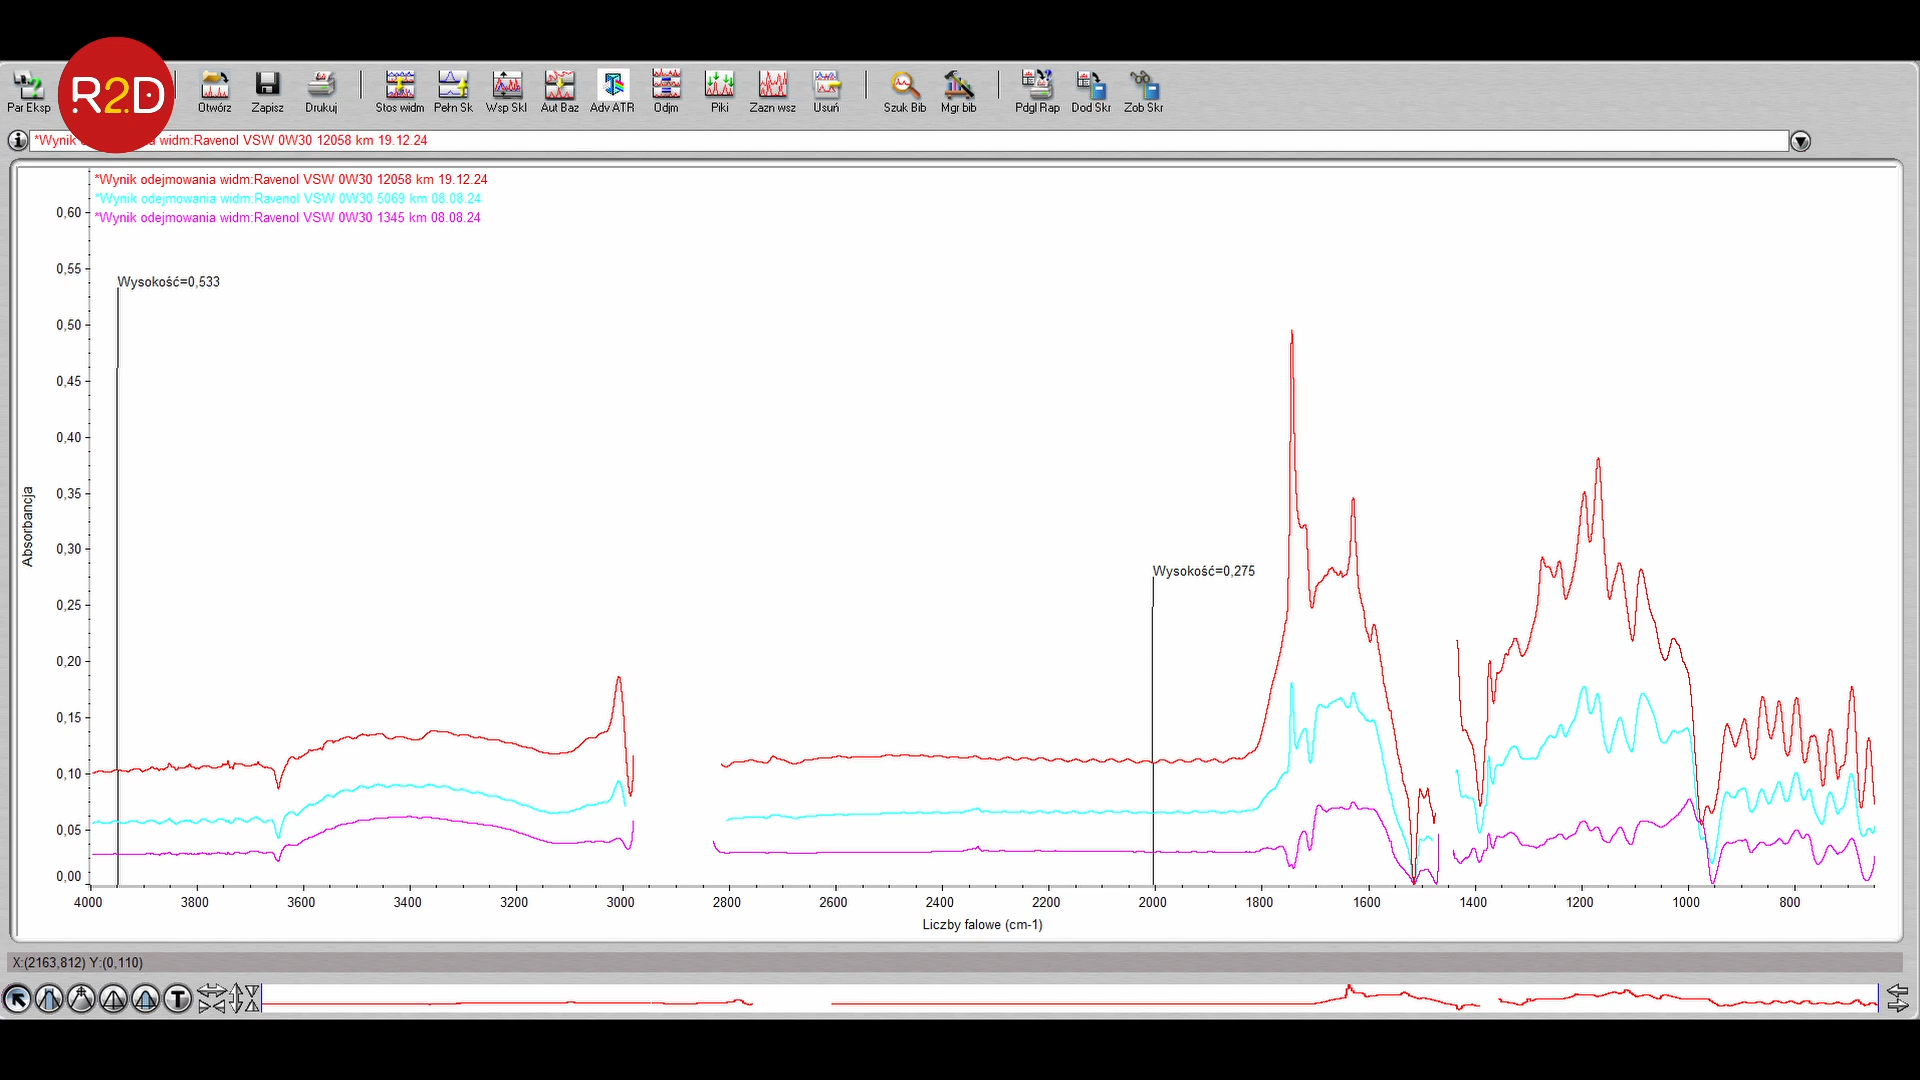 R2D
Par Eksp Otwórz Zapisz Drukuj Stos widm Pełn Sk Wsp Skl Aut Baz Adv ATR Odjm Piki Zazn wsz Usuń Szuk Bib Mgr bib Pdgl Rap Dod Skr Zob Skr
*Wynik a widm:Ravenol VSW 0W30 12058 km 19.12.24
*Wynik odejmowania widm:Ravenol VSW 0W30 12058 km 19.12.24
*Wynik odejmowania widm:Ravenol VSW 0W30 5069 km 08.08.24
*Wynik odejmowania widm:Ravenol VSW 0W30 1345 km 08.08.24
0,60
0,55
Wysokość=0,533
0,50
0,45
0,40
0,35
0,30
Wysokość=0,275
0,25
0,20
0,15
0,10
0,05
0,00
Absorbancja
4000 3800 3600 3400 3200 3000 2800 2600 2400 2200 2000 1800 1600 1400 1200 1000 800
Liczby falowe (cm-1)
X:(2163,812) Y:(0,110)
T